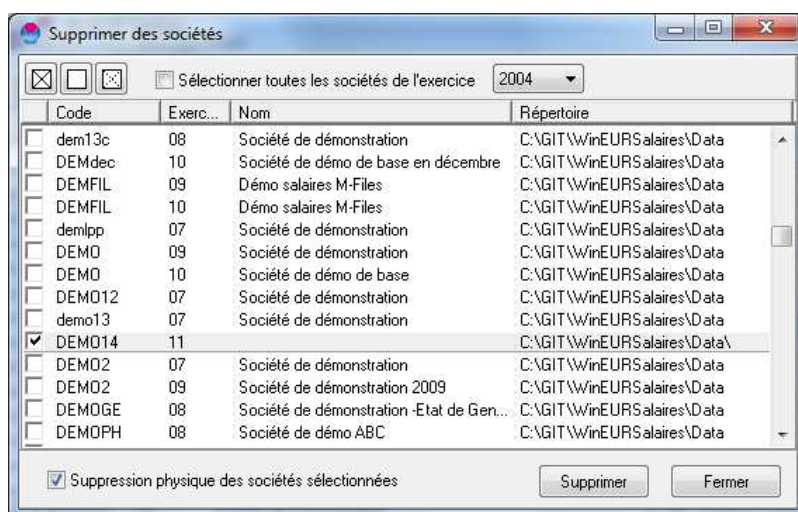 Supprimer des sociétés
Sélectionner toutes les sociétés de l'exercice 2004
Code Exerc... Nom Répertoire
dem13c 08 Société de démonstration C:\GIT\WinEURSalaires\Data
DEMdec 10 Société de démo de base en décembre C:\GIT\WinEURSalaires\Data
DEMFIL 09 Démo salaires M-Files C:\GIT\WinEURSalaires\Data
DEMFIL 10 Démo salaires M-Files C:\GIT\WinEURSalaires\Data
demlpp 07 Société de démonstration C:\GIT\WinEURSalaires\Data
DEMO 09 Société de démonstration C:\GIT\WinEURSalaires\Data
DEMO 10 Société de démo de base C:\GIT\WinEURSalaires\Data
DEMO12 07 Société de démonstration C:\GIT\WinEURSalaires\Data
demo13 07 Société de démonstration C:\GIT\WinEURSalaires\Data
DEMO14 11 C:\GIT\WinEURSalaires\Data\
DEMO2 07 Société de démonstration C:\GIT\WinEURSalaires\Data
DEMO2 09 Société de démonstration 2009 C:\GIT\WinEURSalaires\Data
DEMOGE 08 Société de démonstration -Etat de Gen... C:\GIT\WinEURSalaires\Data
DEMOPH 08 Société de démo ABC C:\GIT\WinEURSalaires\Data
Suppression physique des sociétés sélectionnées Supprimer Fermer